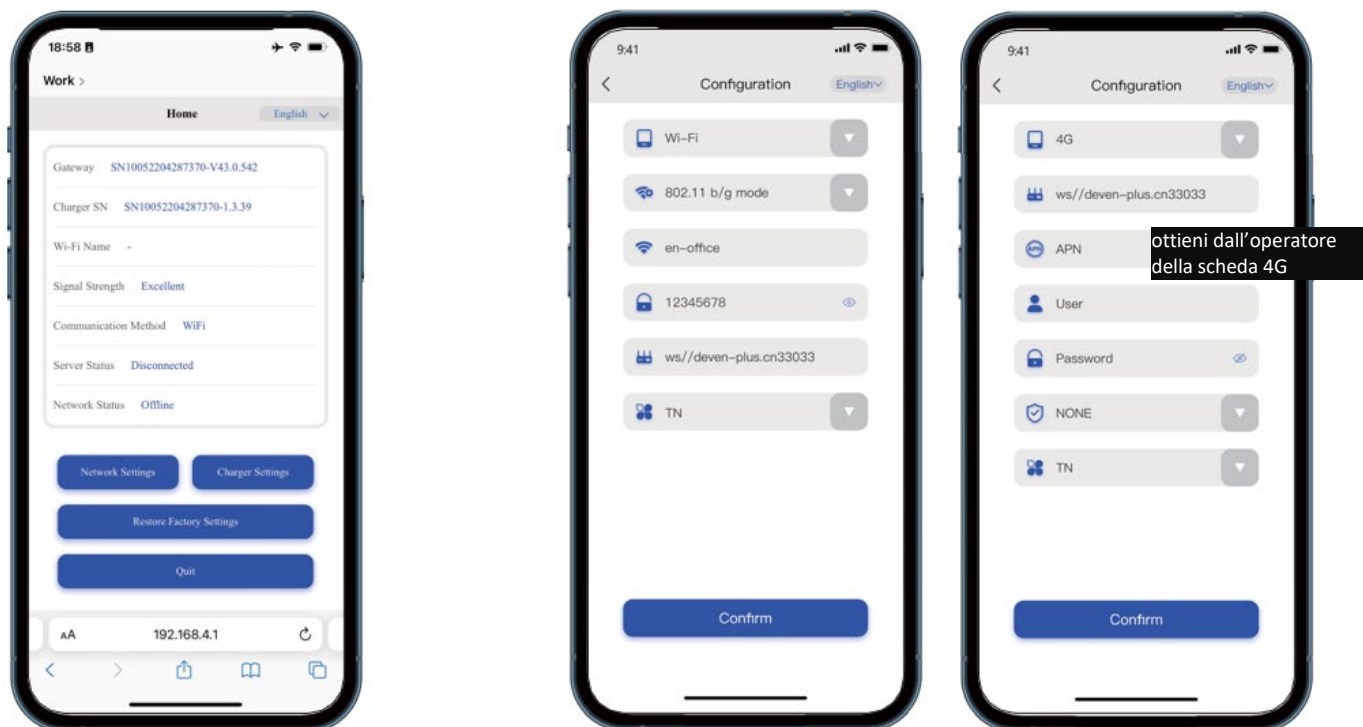 18:58
Work >
Home
English
Gateway SN10052204287370-V43.0.542
Charger SN SN10052204287370-1.3.39
Wi-Fi Name -
Signal Strength Excellent
Communication Method WiFi
Server Status Disconnected
Network Status Offline
Network Settings
Charger Settings
Restore Factory Settings
Quit
AA 192.168.4.1
9:41
Configuration
English
Wi-Fi
802.11 b/g mode
en-office
12345678
ws//deven-plus.cn33033
TN
Confirm
9:41
Configuration
English
4G
ws//deven-plus.cn33033
APN APN
ottieni dall’operatore
della scheda 4G
User
Password
NONE
TN
Confirm